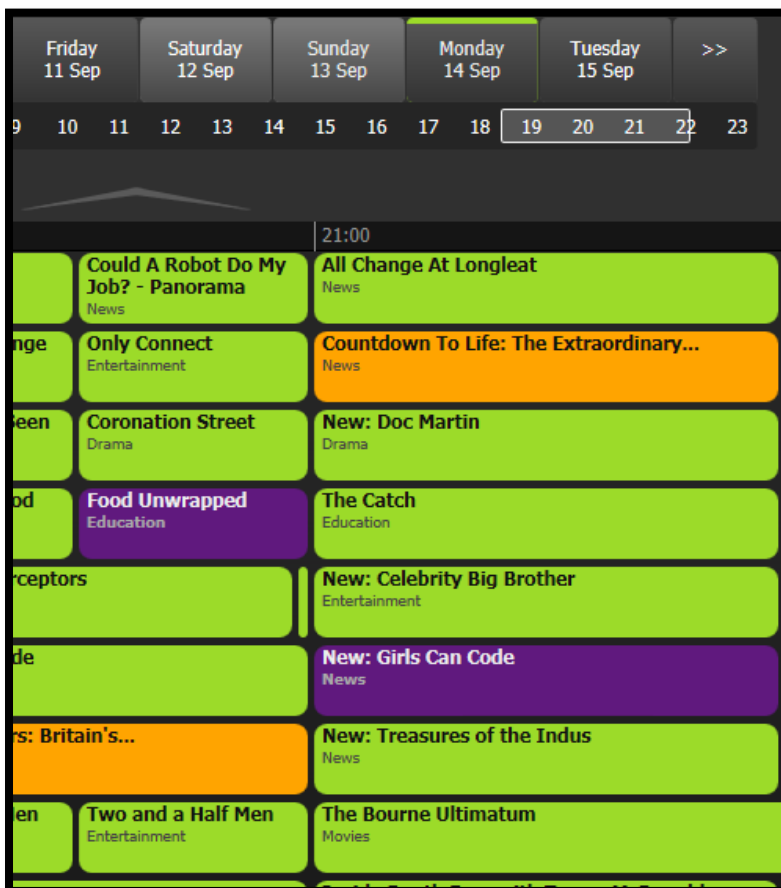 Friday
11 Sep
Saturday
12 Sep
Sunday
13 Sep
Monday
14 Sep
Tuesday
15 Sep
>>
9 10 11 12 13 14 15 16 17 18 19 20 21 22 23
21:00
Could A Robot Do My
Job? - Panorama
News
All Change At Longleat
News
nge
Only Connect
Entertainment
Countdown To Life: The Extraordinary...
News
Seen
Coronation Street
Drama
New: Doc Martin
Drama
od
Food Unwrapped
Education
The Catch
Education
rceptors
New: Celebrity Big Brother
Entertainment
de
New: Girls Can Code
News
rs: Britain's...
New: Treasures of the Indus
News
Men
Two and a Half Men
Entertainment
The Bourne Ultimatum
Movies